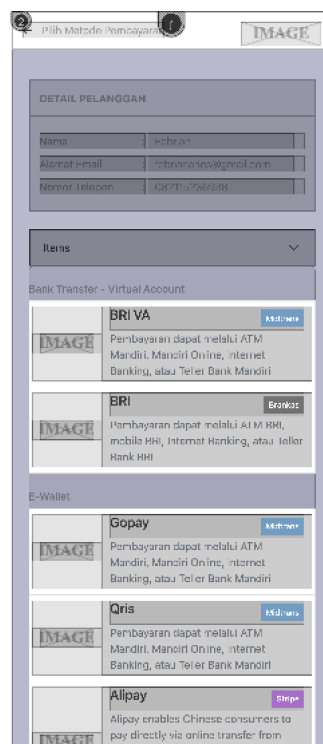 2
Pilih Metode Pembayaran
IMAGE
DETAIL PELANGGAN
Nama : Febrian
Alamat Email :
Nomor Telepon :
Items
Bank Transfer - Virtual Account
IMAGE
BRI VA
Midtrans
Pembayaran dapat melalui ATM
Mandiri, Mandiri Online, Internet
Banking, atau Teller Bank Mandiri
IMAGE
BRI
Brankas
Pembayaran dapat melalui ATM BRI,
mobile BRI, Internet Banking, atau Teller
Bank BRI
E-Wallet
IMAGE
Gopay
Midtrans
Pembayaran dapat melalui ATM
Mandiri, Mandiri Online, Internet
Banking, atau Teller Bank Mandiri
IMAGE
Qris
Midtrans
Pembayaran dapat melalui ATM
Mandiri, Mandiri Online, Internet
Banking, atau Teller Bank Mandiri
IMAGE
Alipay
Stripe
Alipay enables Chinese consumers to
pay directly via online transfer from